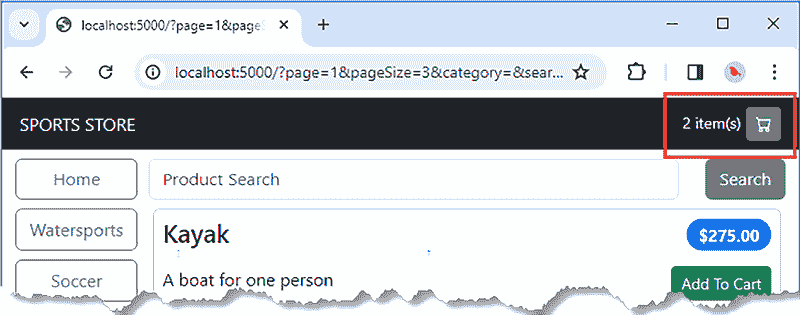 localhost:5000/?page=1&pag
localhost:5000/?page=1&pageSize=3&category=&sear...
SPORTS STORE
2 item(s)
Home
Product Search
Search
Watersports
Kayak
$275.00
Soccer
A boat for one person
Add To Cart